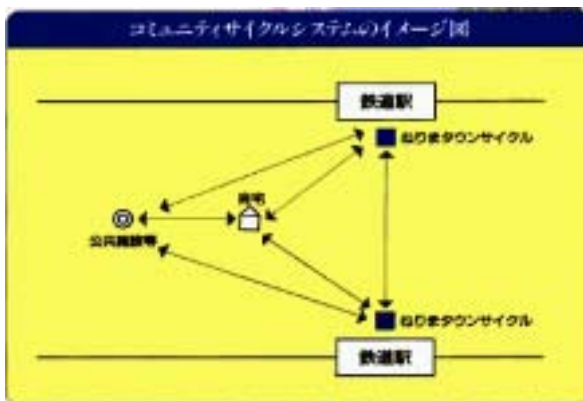 コミュニティサイクルシステムのイメージ図
鉄道駅
ねりまタウンサイクル
自宅
公共施設等
ねりまタウンサイクル
鉄道駅